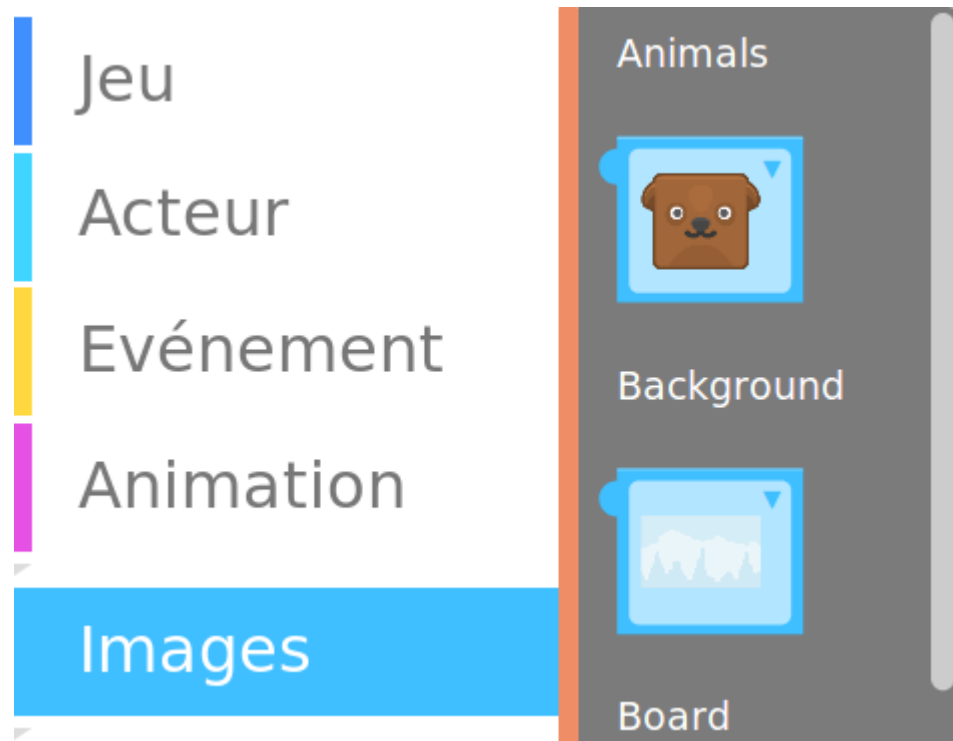 Jeu
Acteur
Evénement
Animation
Images
Animals
Background
Board